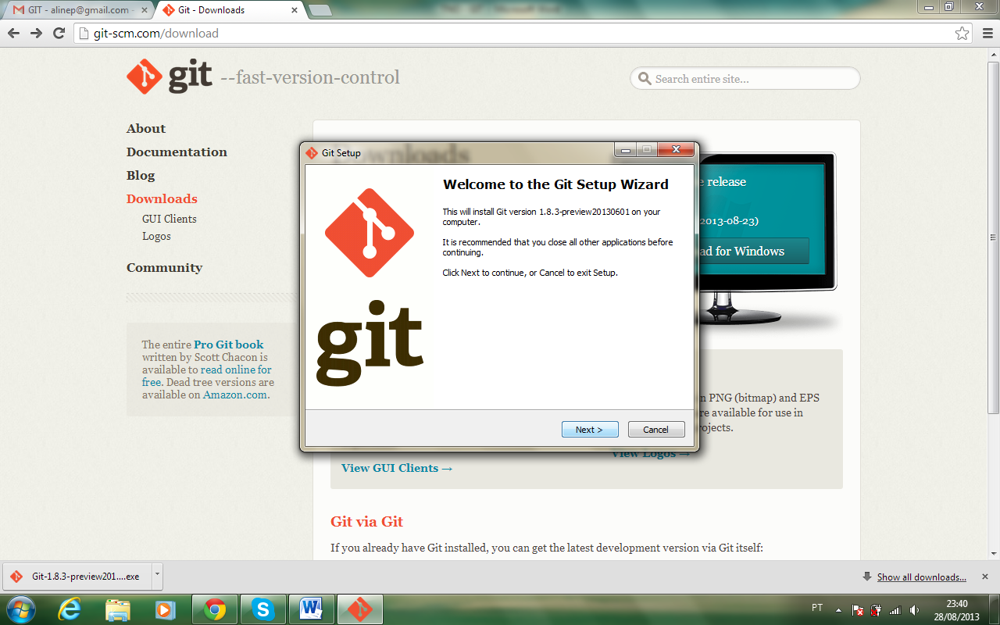 GIT - alinep@gmail.com -
Git - Downloads
git-scm.com/download
git --fast-version-control
Search entire site...
About
Documentation
Blog
Downloads
GUI Clients
Logos
Community
The entire Pro Git book
written by Scott Chacon is
available to read online for
free. Dead tree versions are
available on Amazon.com.
Downloads
e release
2013-08-23)
ad for Windows
Git Setup
git
Welcome to the Git Setup Wizard
This will install Git version 1.8.3-preview20130601 on your
computer.
It is recommended that you close all other applications before
continuing.
Click Next to continue, or Cancel to exit Setup.
Next >
Cancel
n PNG (bitmap) and EPS
re available for use in
rojects.
View Logos →
View GUI Clients →
Git via Git
If you already have Git installed, you can get the latest development version via Git itself:
Git-1.8.3-preview201....exe
Show all downloads...
PT
23:40
28/08/2013